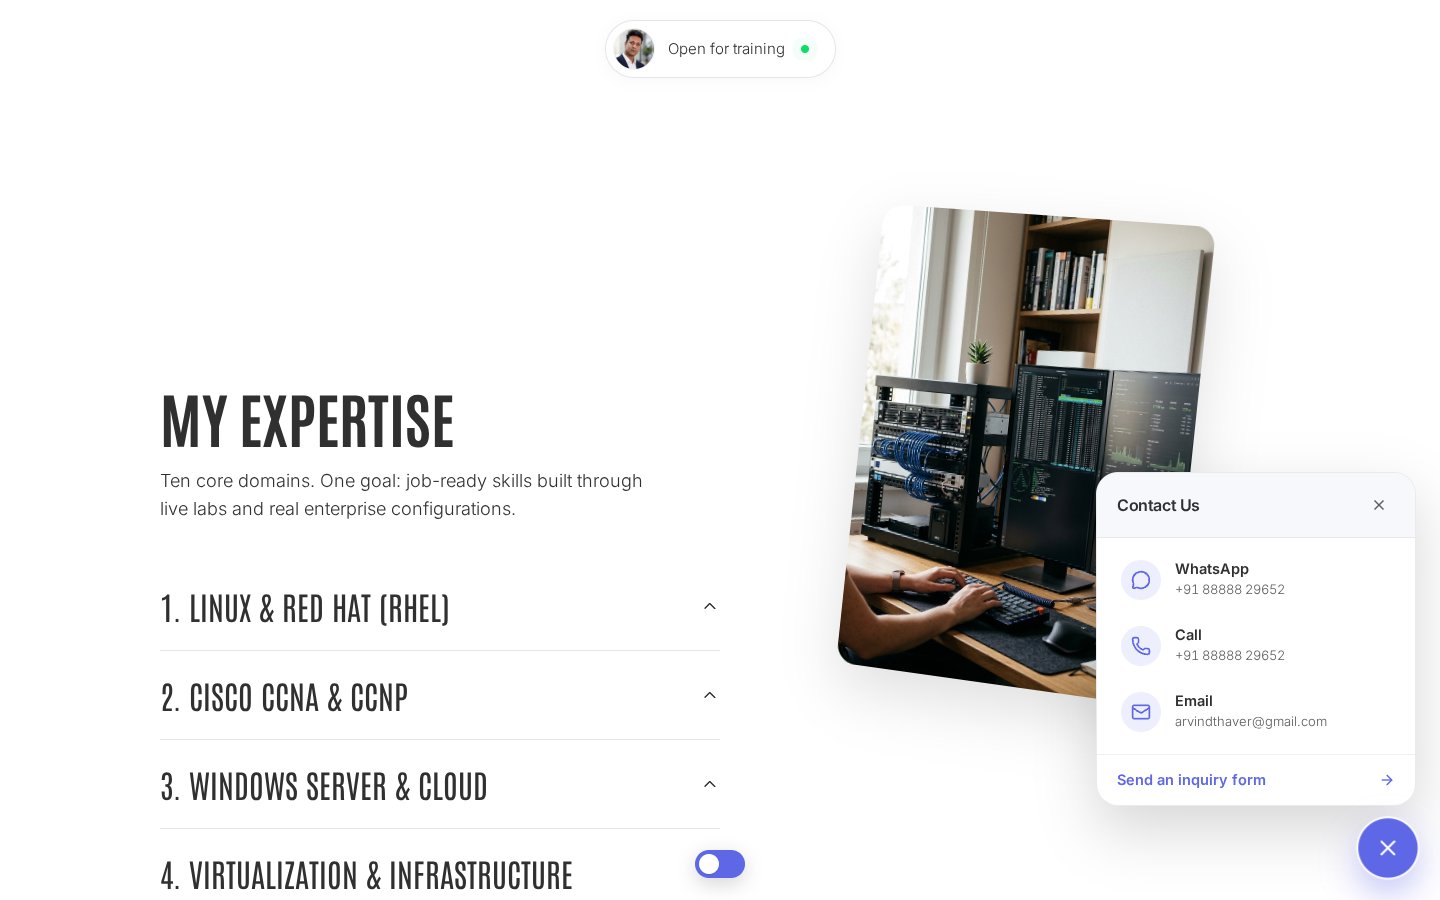 Open for training
MY EXPERTISE
Ten core domains. One goal: job-ready skills built through
live labs and real enterprise configurations.
1. LINUX & RED HAT (RHEL)
2. CISCO CCNA & CCNP
3. WINDOWS SERVER & CLOUD
4. VIRTUALIZATION & INFRASTRUCTURE
Contact Us
WhatsApp
+91 88888 29652
Call
+91 88888 29652
Email
arvindthaver@gmail.com
Send an inquiry form